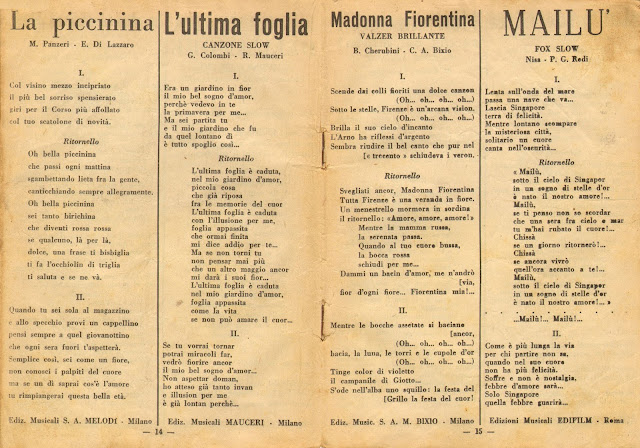 La piccinina
M. Panzeri - E. Di Lazzaro
I.
Col visino mezzo incipriato
il più bel sorriso spensierato
giri per il Corso più affollato
col tuo scatolone di novità.
Ritornello
Oh bella piccinina
che passi ogni mattina
sgambettando lieta fra la gente,
canticchiando sempre allegramente.
Oh bella piccinina
sei tanto birichina
che diventi rossa rossa
se qualcuno, là per là,
dolce, una frase ti bisbiglia
ti fa l'occhiolin di triglia
ti saluta e se ne và.
II.
Quando tu sei sola al magazzino
e allo specchio provi un cappellino
pensi sempre a quel giovanottino
che ogni sera fuori t'aspetterà.
Semplice così, sei come un fiore,
non conosci i palpiti del cuore
ma se un dì saprai cos'è l'amore
tu rimpiangerai questa bella età.
Ediz. Musicali S. A. MELODI - Milano
L'ultima foglia
CANZONE SLOW
G. Colombi - R. Mauceri
I.
Era un giardino in fior
il mio bel sogno d'amor,
perchè vedevo in te
la primavera per me...
Ma sei partita tu
e il mio giardino che fu
da quel lontano dì
è tutto spoglio così...
Ritornello
L'ultima foglia è caduta,
nel mio giardino d'amor,
piccola cosa
che già riposa
fra le memorie del cuor
L'ultima foglia è caduta
con l'illusione per me,
foglia appassita
che ormai finita
mi dice addio per te...
Ma se non torni tu
non pensar mai più
che un altro maggio ancor
mi darà i suoi fior...
L'ultima foglia è caduta
nel mio giardino d'amor,
foglia appassita
come la vita
se non può amare il cuor...
II.
Se tu vorrai tornar
potrai miracoli far,
vedrò fiorire ancor
il mio bel sogno d'amor...
Non aspettar doman,
ho atteso già tanto invan
e illusion per me
è già lontan perchè...
Ediz. Musicali MAUCERI - Milano
— 14 —
Madonna Fiorentina
VALZER BRILLANTE
B. Cherubini - C. A. Bixio
I.
Scende dai colli fioriti una dolce canzon
(Oh... oh... oh... oh...)
Sotto le stelle, Firenze è un'arcana vision.
(Oh... oh... oh... oh...)
Brilla il suo cielo d'incanto
L'Arno ha riflessi d'argento
Sembra riudire il bel canto che pur nel
[« trecento » schiudeva i veron.
Ritornello
Svegliati ancor, Madonna Fiorentina
Tutta Firenze è una veranda in fiore.
Un menestrello mormora in sordina
il ritornello: «Amore, amore, amore!»
Mentre la mamma russa,
la serenata passa.
Quando al tuo cuore bussa,
la bocca rossa
schiudi per me...
Dammi un bacin d'amor, me n'andrò
[via,
fior d'ogni fiore... Fiorentina mia!...
II.
Mentre le bocche assetate si baciano
[ancor,
(Oh... oh... oh... oh...)
bacia, la luna, le torri e le cupole d'or
(Oh... oh... oh... oh...)
Tinge color di violetto
il campanile di Giotto...
S'ode nell'alba uno squillo: la festa del
[Grillo la festa del cuor!
Ediz. Music. S. A. M. BIXIO - Milano
MAILU'
FOX SLOW
Nisa - P. G. Redi
I.
Lenta sull'onda del mare
passa una nave che va...
Lascia Singapore
terra di felicità.
Mentre lontano scompare
la misteriosa città,
solitario un cuore
canta nell'oscurità...
Ritornello
« Mailù,
sotto il cielo di Singapor
in un sogno di stelle d'or
è nato il nostro amore!...
Mailù,
se ti penso non so scordar
che una sera fra cielo e mar
tu m'hai rubato il cuore!...
Chissà
se un giorno ritornerò!...
Chissà
se ancora vivrò
quell'ora accanto a te!...
Mailù,
sotto il cielo di Singapor
in un sogno di stelle d'or
è nato il nostro amore! »...
...Mailù!... Mailù!...
II.
Come è più lunga la via
per chi partire non sa,
quando nel suo cuore
non ha più felicità.
Soffre e non è nostalgia,
febbre d'amore sarà...
Solo Singapore
quella febbre guarirà...
Edizioni Musicali EDIFILM - Roma
— 15 —